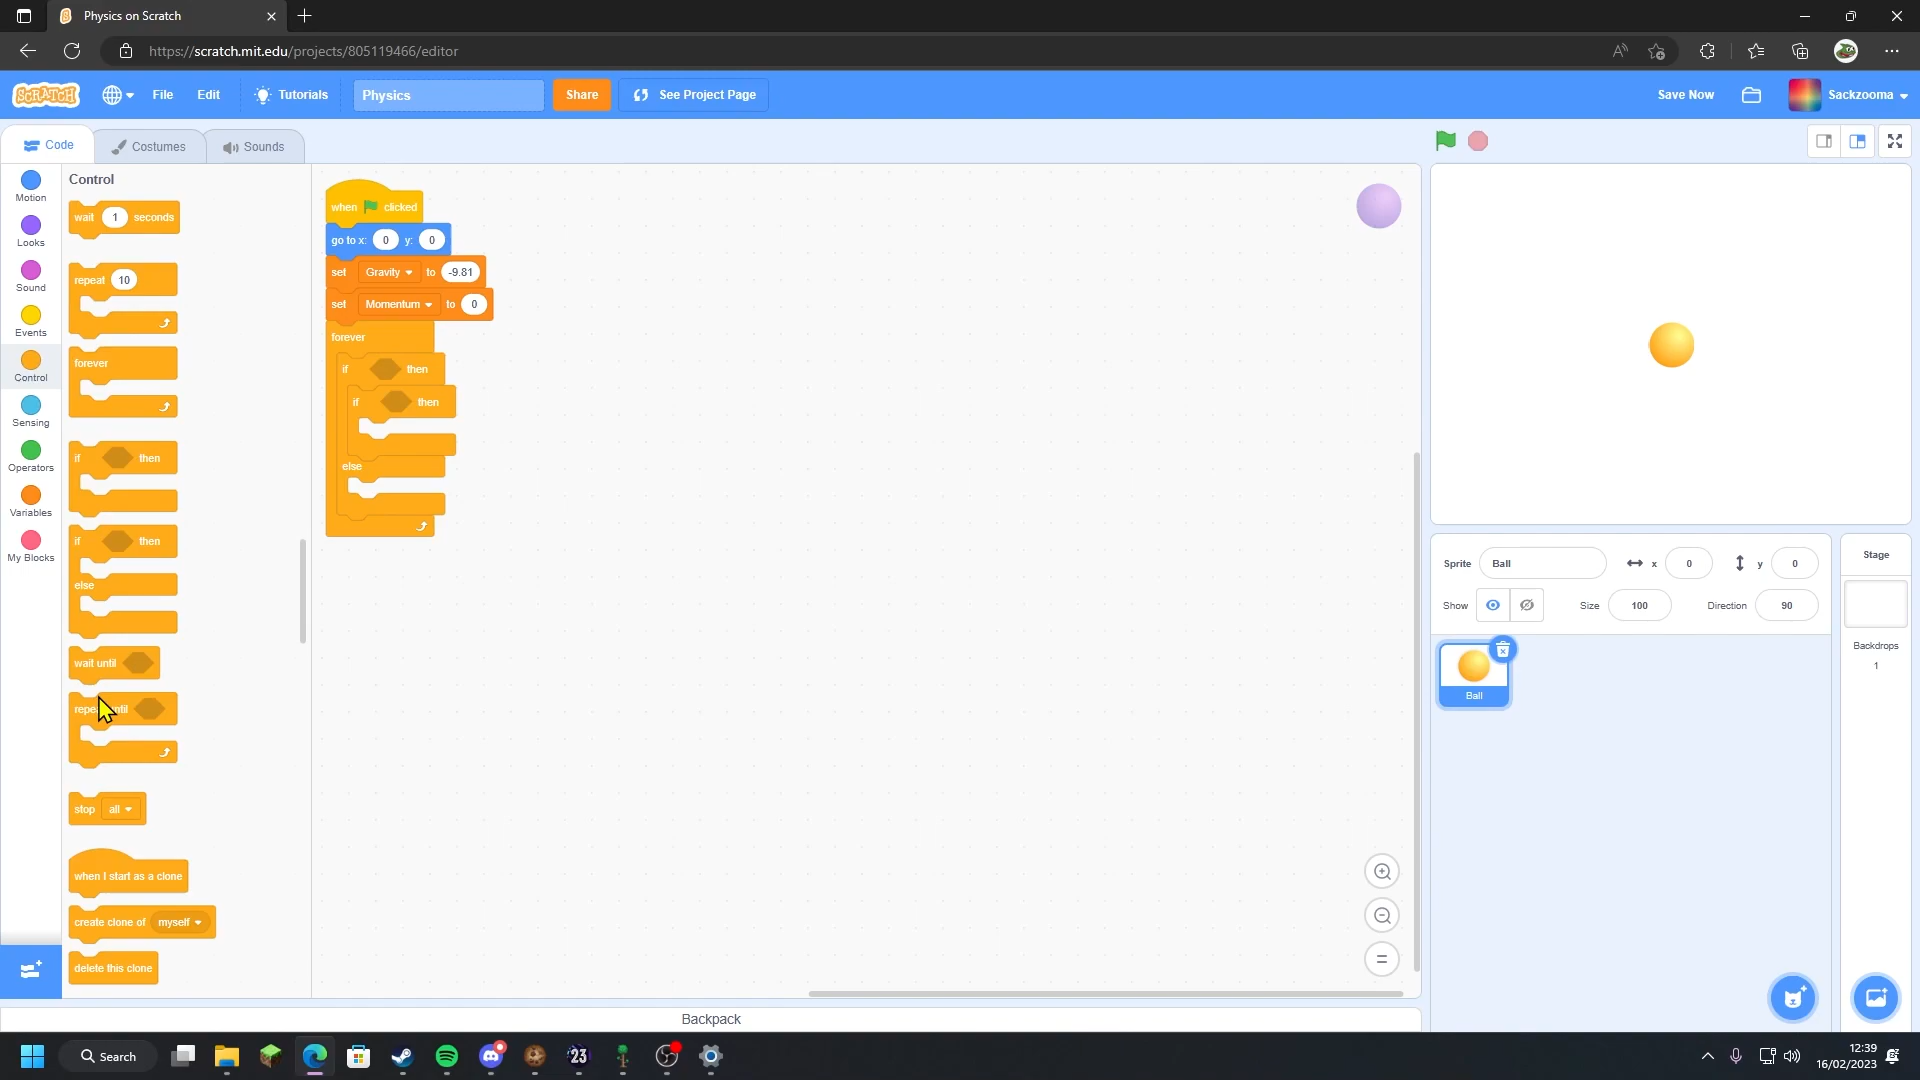 Physics on Scratch
https://scratch.mit.edu/projects/805119466/editor
SCRATCH
File
Edit
Tutorials
Physics
Share
See Project Page
Save Now
Sackzooma
Code
Costumes
Sounds
Motion
Looks
Sound
Events
Control
Sensing
Operators
Variables
My Blocks
Control
wait 1 seconds
repeat 10
forever
if then
if then
else
wait until
stop all
when I start as a clone
create clone of myself
delete this clone
when clicked
go to x: 0 y: 0
set Gravity to -9.81
set Momentum to 0
forever
if then
if then
else
Sprite Ball x 0 y 0
Show Size 100 Direction 90
Ball
Stage
Backdrops
1
Backpack
Search
23
12:39
16/02/2023